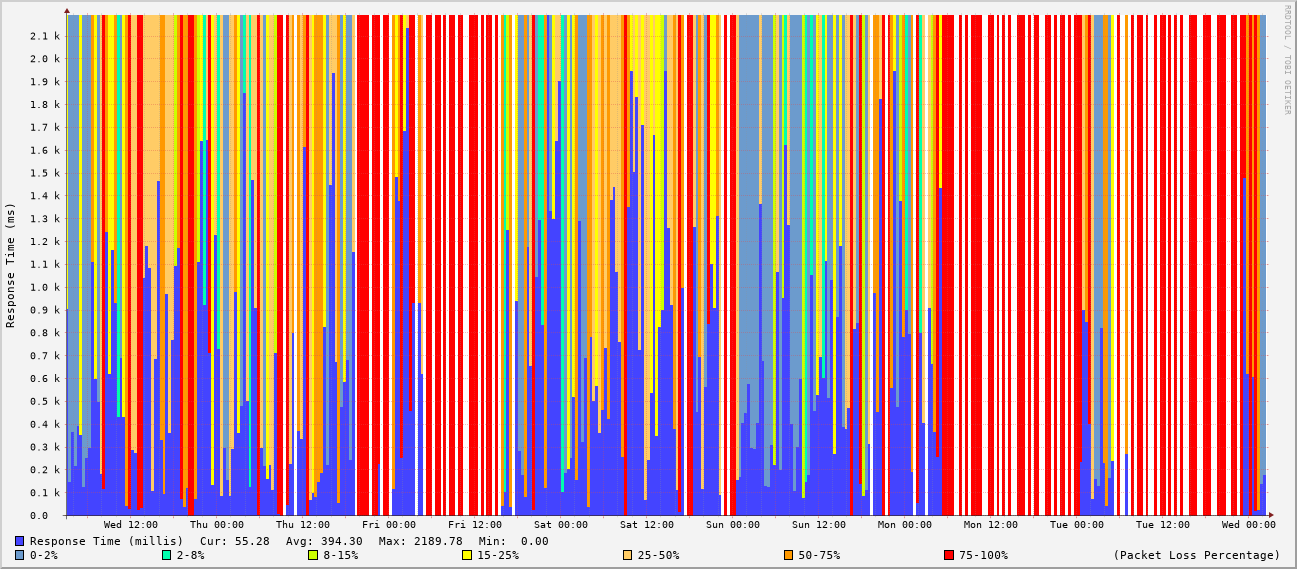 RRDTOOL / TOBI OETIKER
Response Time (ms)
2.1 k
2.0 k
1.9 k
1.8 k
1.7 k
1.6 k
1.5 k
1.4 k
1.3 k
1.2 k
1.1 k
1.0 k
0.9 k
0.8 k
0.7 k
0.6 k
0.5 k
0.4 k
0.3 k
0.2 k
0.1 k
0.0
Wed 12:00 Thu 00:00 Thu 12:00 Fri 00:00 Fri 12:00 Sat 00:00 Sat 12:00 Sun 00:00 Sun 12:00 Mon 00:00 Mon 12:00 Tue 00:00 Tue 12:00 Wed 00:00
Response Time (millis) Cur: 55.28 Avg: 394.30 Max: 2189.78 Min: 0.00
0-2% 2-8% 8-15% 15-25% 25-50% 50-75% 75-100% (Packet Loss Percentage)